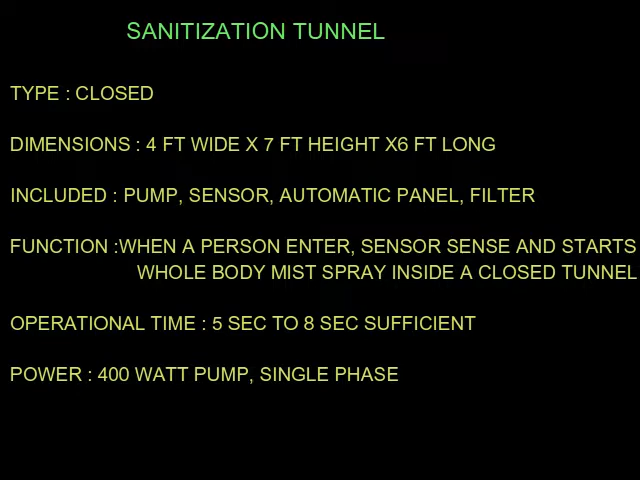 SANITIZATION TUNNEL
TYPE : CLOSED
DIMENSIONS : 4 FT WIDE X 7 FT HEIGHT X6 FT LONG
INCLUDED : PUMP, SENSOR, AUTOMATIC PANEL, FILTER
FUNCTION :WHEN A PERSON ENTER, SENSOR SENSE AND STARTS
WHOLE BODY MIST SPRAY INSIDE A CLOSED TUNNEL
OPERATIONAL TIME : 5 SEC TO 8 SEC SUFFICIENT
POWER : 400 WATT PUMP, SINGLE PHASE